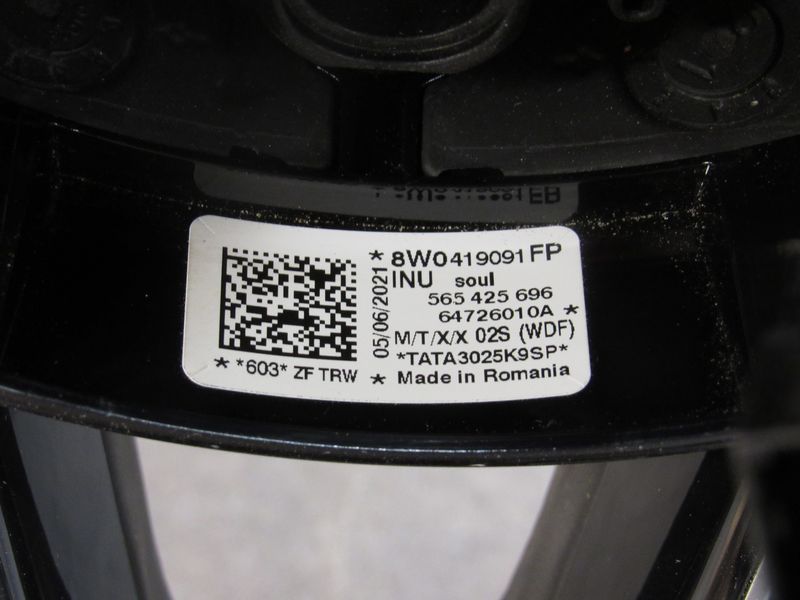 *8W0419091FP
INU soul
565 425 696
64726010A *
M/T/X/X 02S (WDF)
*TATA3025K9SP*
* Made in Romania
05/06/2021
* *603* ZF TRW